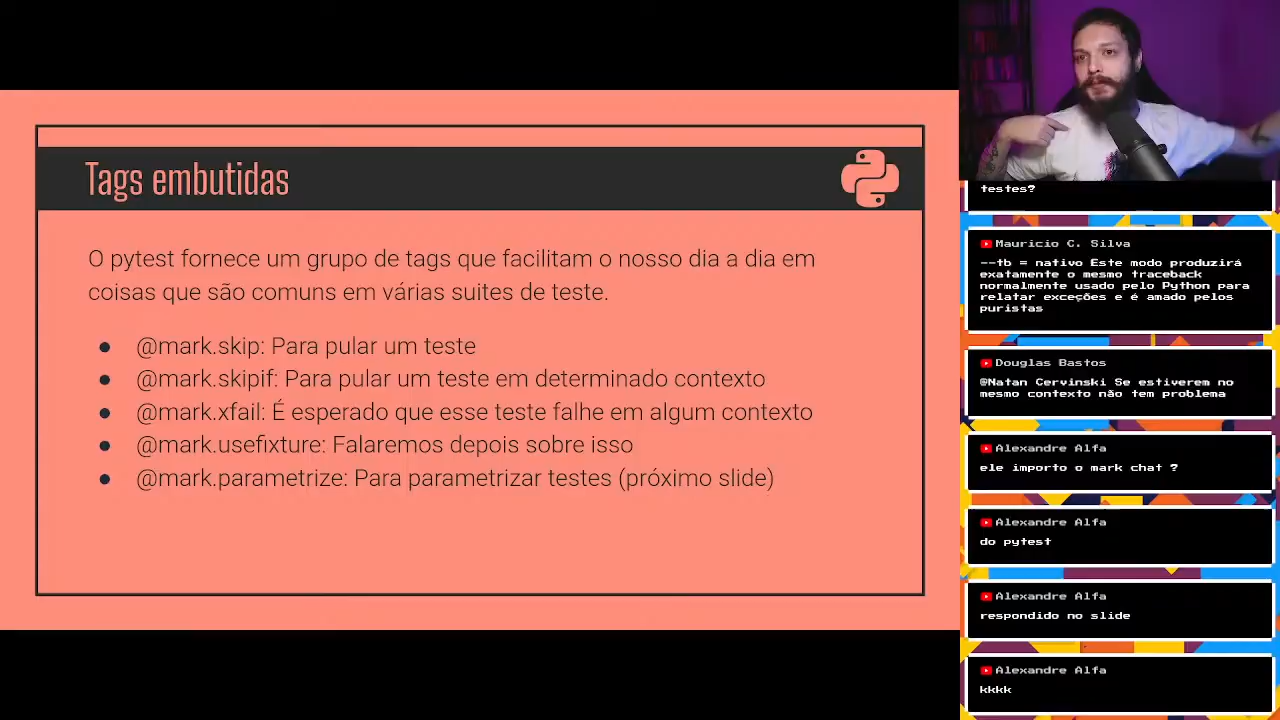 Tags embutidas
O pytest fornece um grupo de tags que facilitam o nosso dia a dia em
coisas que são comuns em várias suites de teste.
● @mark.skip: Para pular um teste
● @mark.skipif: Para pular um teste em determinado contexto
● @mark.xfail: É esperado que esse teste falhe em algum contexto
● @mark.usefixture: Falaremos depois sobre isso
● @mark.parametrize: Para parametrizar testes (próximo slide)
testes?
Mauricio C. Silva
--tb = nativo Este modo produzirá
exatamente o mesmo traceback
normalmente usado pelo Python para
relatar exceções e é amado pelos
puristas
Douglas Bastos
@Natan Cervinski Se estiverem no
mesmo contexto não tem problema
Alexandre Alfa
ele importo o mark chat ?
Alexandre Alfa
do pytest
Alexandre Alfa
respondido no slide
Alexandre Alfa
kkkk